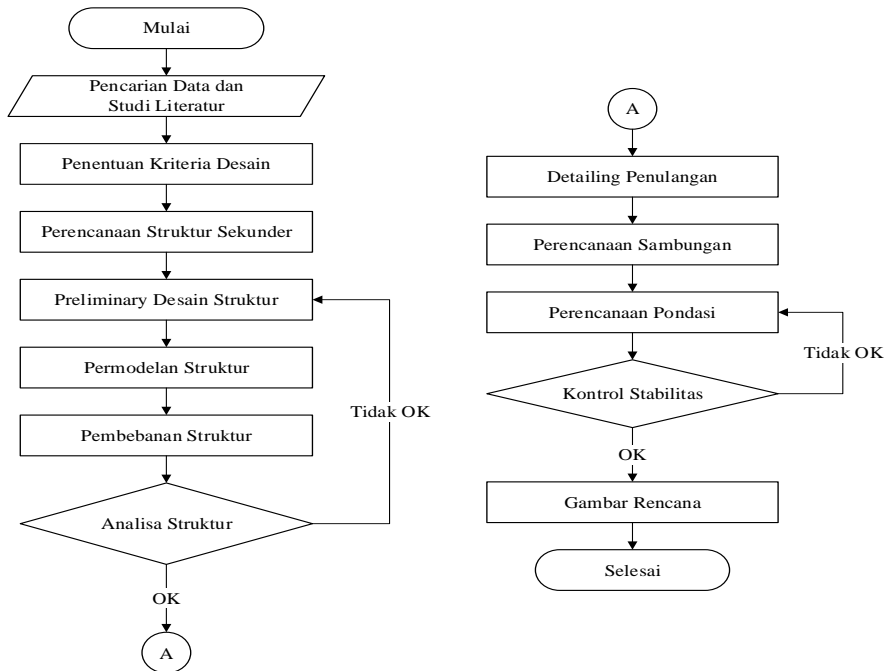 Mulai
Pencarian Data dan
Studi Literatur
Penentuan Kriteria Desain
Perencanaan Struktur Sekunder
Preliminary Desain Struktur
Permodelan Struktur
Pembebanan Struktur
Tidak OK
Analisa Struktur
OK
A
A
Detailing Penulangan
Perencanaan Sambungan
Perencanaan Pondasi
Tidak OK
Kontrol Stabilitas
OK
Gambar Rencana
Selesai